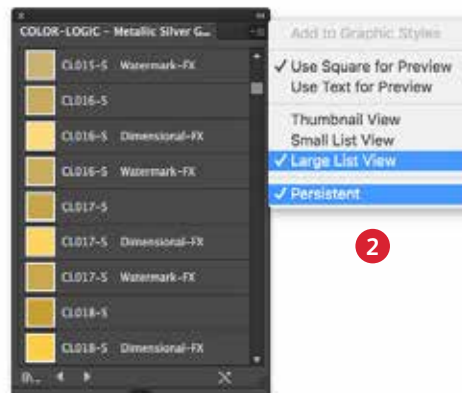 COLOR-LOGIC - Metallic Silver G...
CL015-S Watermark-FX
CL016-S
CL016-S Dimensional-FX
CL016-S Watermark-FX
CL017-S
CL017-S Dimensional-FX
CL017-S Watermark-FX
CL018-S
CL018-S Dimensional-FX
Add to Graphic Styles
✓ Use Square for Preview
Use Text for Preview
Thumbnail View
Small List View
✓ Large List View
✓ Persistent
2